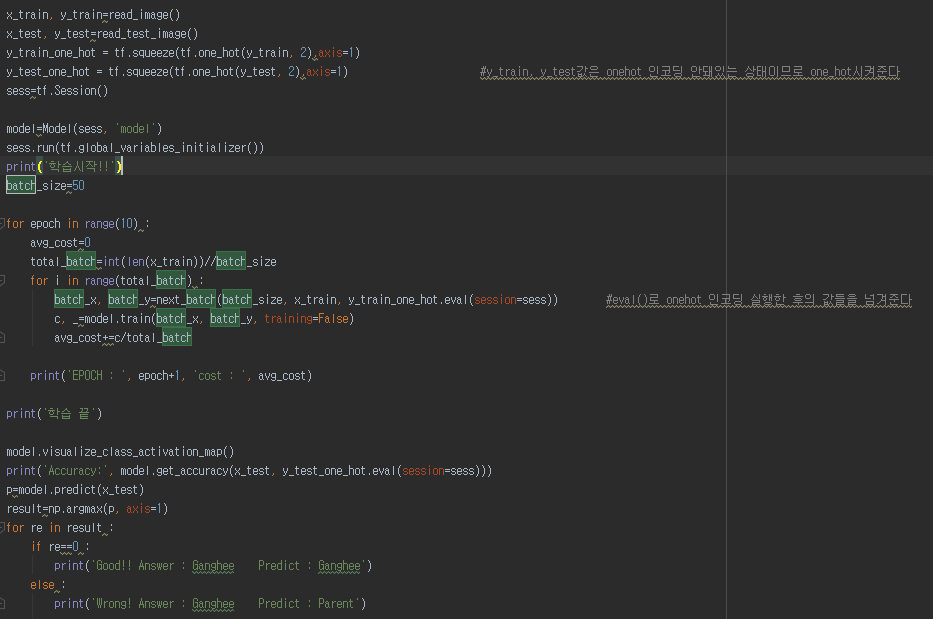 x_train, y_train=read_image()
x_test, y_test=read_test_image()
y_train_one_hot = tf.squeeze(tf.one_hot(y_train, 2),axis=1)
y_test_one_hot = tf.squeeze(tf.one_hot(y_test, 2),axis=1) #y_train, y_test값은 onehot 인코딩 안돼있는 상태이므로 one_hot시켜준다
sess=tf.Session()
model=Model(sess, 'model')
sess.run(tf.global_variables_initializer())
print('학습시작!!')
batch_size=50
for epoch in range(10) :
avg_cost=0
total_batch=int(len(x_train))//batch_size
for i in range(total_batch) :
batch_x, batch_y=next_batch(batch_size, x_train, y_train_one_hot.eval(session=sess)) #eval()로 onehot 인코딩 실행한 후의 값들을 넘겨준다
c, _=model.train(batch_x, batch_y, training=False)
avg_cost+=c/total_batch
print('EPOCH : ', epoch+1, 'cost : ', avg_cost)
print('학습 끝')
model.visualize_class_activation_map()
print('Accuracy:', model.get_accuracy(x_test, y_test_one_hot.eval(session=sess)))
p=model.predict(x_test)
result=np.argmax(p, axis=1)
for re in result :
if re==0 :
print('Good!! Answer : Ganghee    Predict : Ganghee')
else :
print('Wrong! Answer : Ganghee    Predict : Parent')